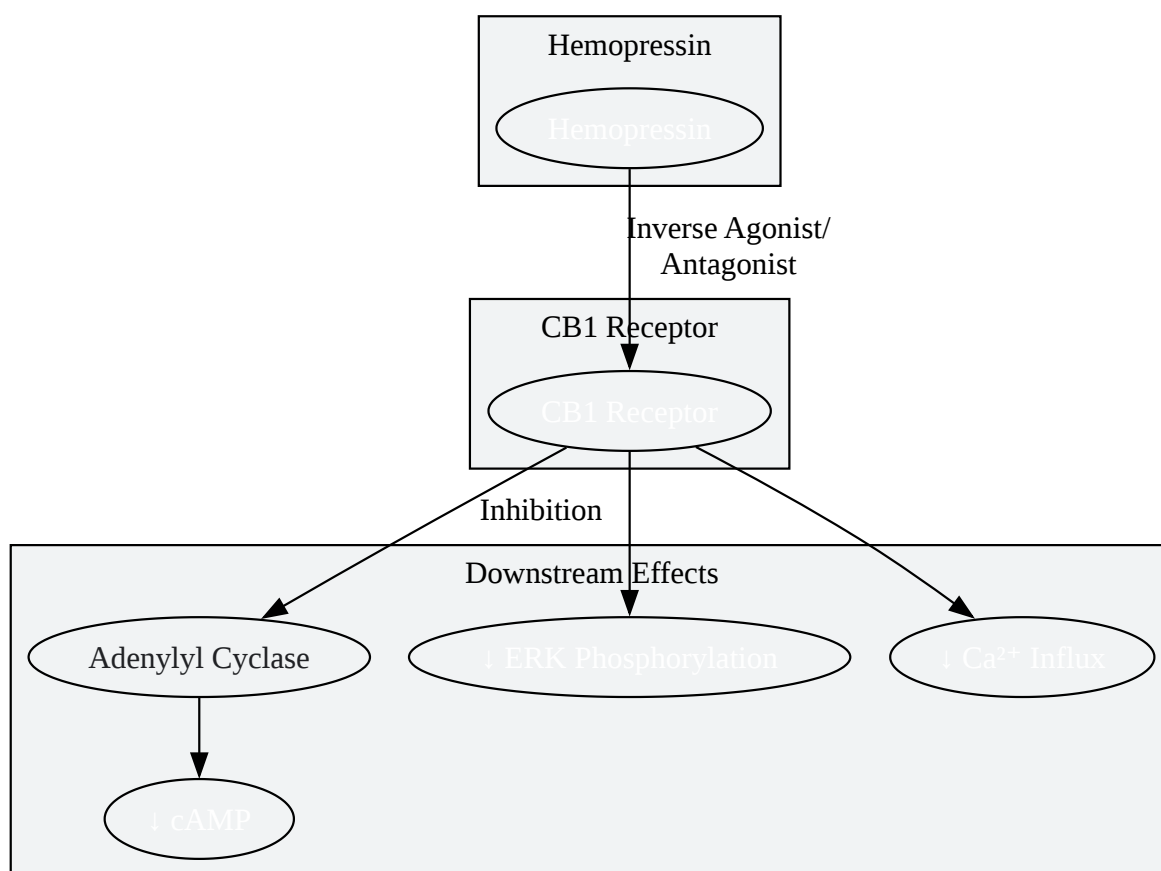 Hemopressin
Hemopressin
Inverse Agonist/
Antagonist
CB1 Receptor
CB1 Receptor
Inhibition
Downstream Effects
Adenylyl Cyclase
↓ ERK Phosphorylation
↓ Ca²⁺ Influx
↓ cAMP